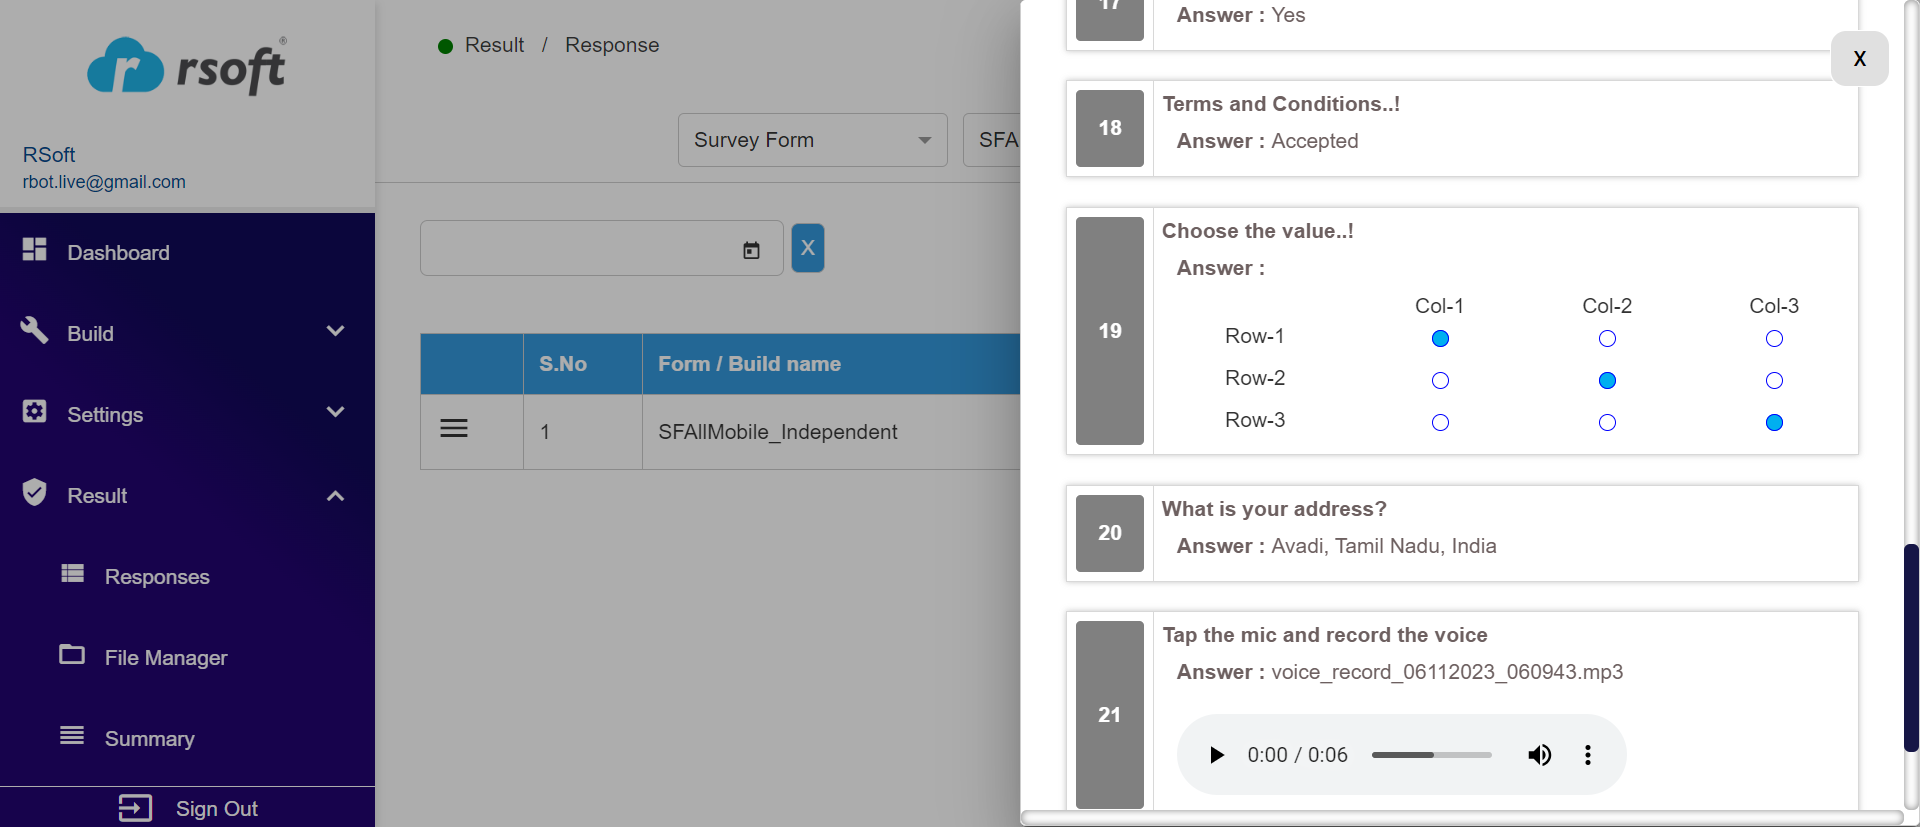 rsoft®
RSoft
rbot.live@gmail.com
Dashboard
Build
Settings
Result
Responses
File Manager
Summary
Sign Out
Result / Response
Survey Form
SFA
X
S.No
Form / Build name
1
SFAllMobile_Independent
X
17
Answer : Yes
18
Terms and Conditions..!
Answer : Accepted
19
Choose the value..!
Answer :
Col-1 Col-2 Col-3
Row-1
Row-2
Row-3
20
What is your address?
Answer : Avadi, Tamil Nadu, India
21
Tap the mic and record the voice
Answer : voice_record_06112023_060943.mp3
0:00 / 0:06